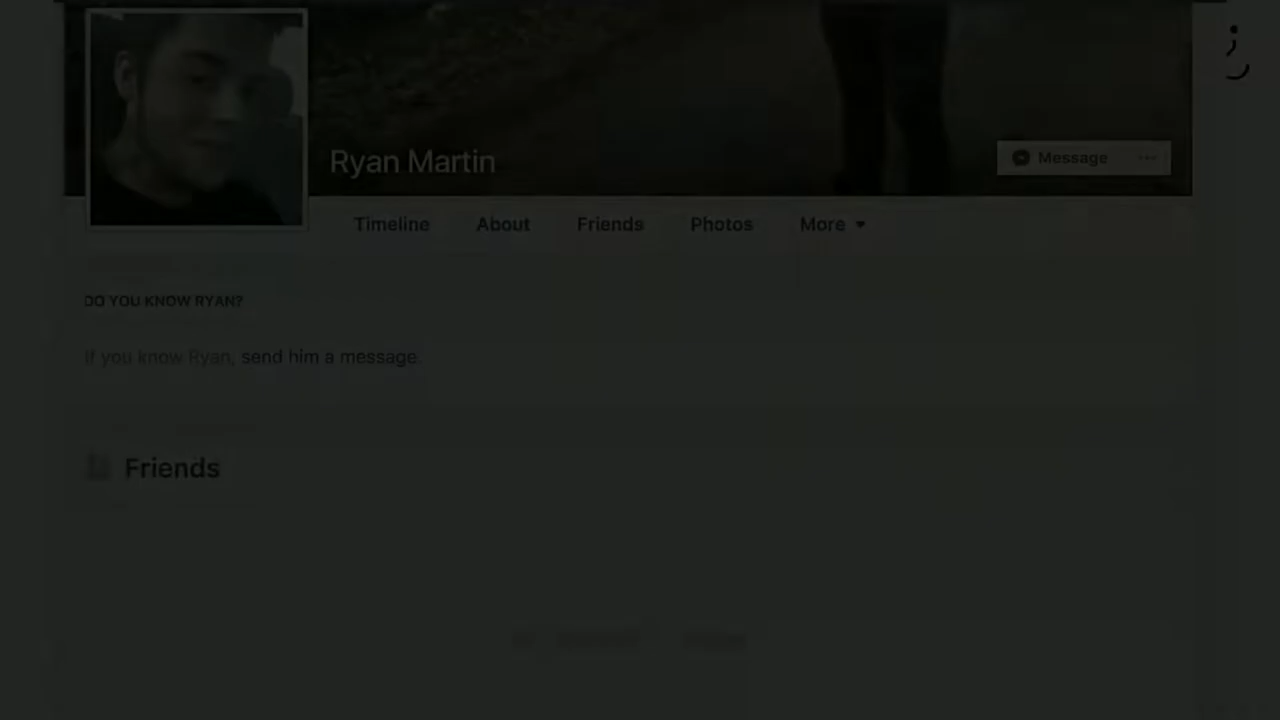 Ryan Martin
Message
Timeline About Friends Photos More
DO YOU KNOW RYAN?
If you know Ryan, send him a message.
Friends